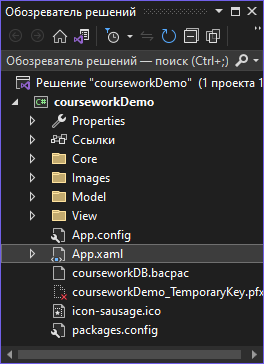 Обозреватель решений
Обозреватель решений — поиск (Ctrl+;)
Решение "courseworkDemo" (1 проекта 1
courseworkDemo
Properties
Ссылки
Core
Images
Model
View
App.config
App.xaml
courseworkDB.bacpac
courseworkDemo_TemporaryKey.pfx
icon-sausage.ico
packages.config